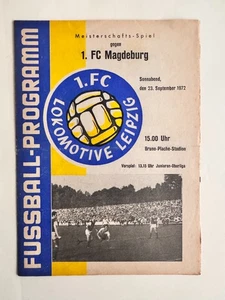 Meisterschafts-Spiel
gegen
1. FC Magdeburg
Sonnabend,
den 23. September 1972
1. FC
LOKOMOTIVE LEIPZIG
15.00 Uhr
Bruno-Plache-Stadion
Vorspiel: 13.15 Uhr Junioren-Oberliga
FUSSBALL-PROGRAMM